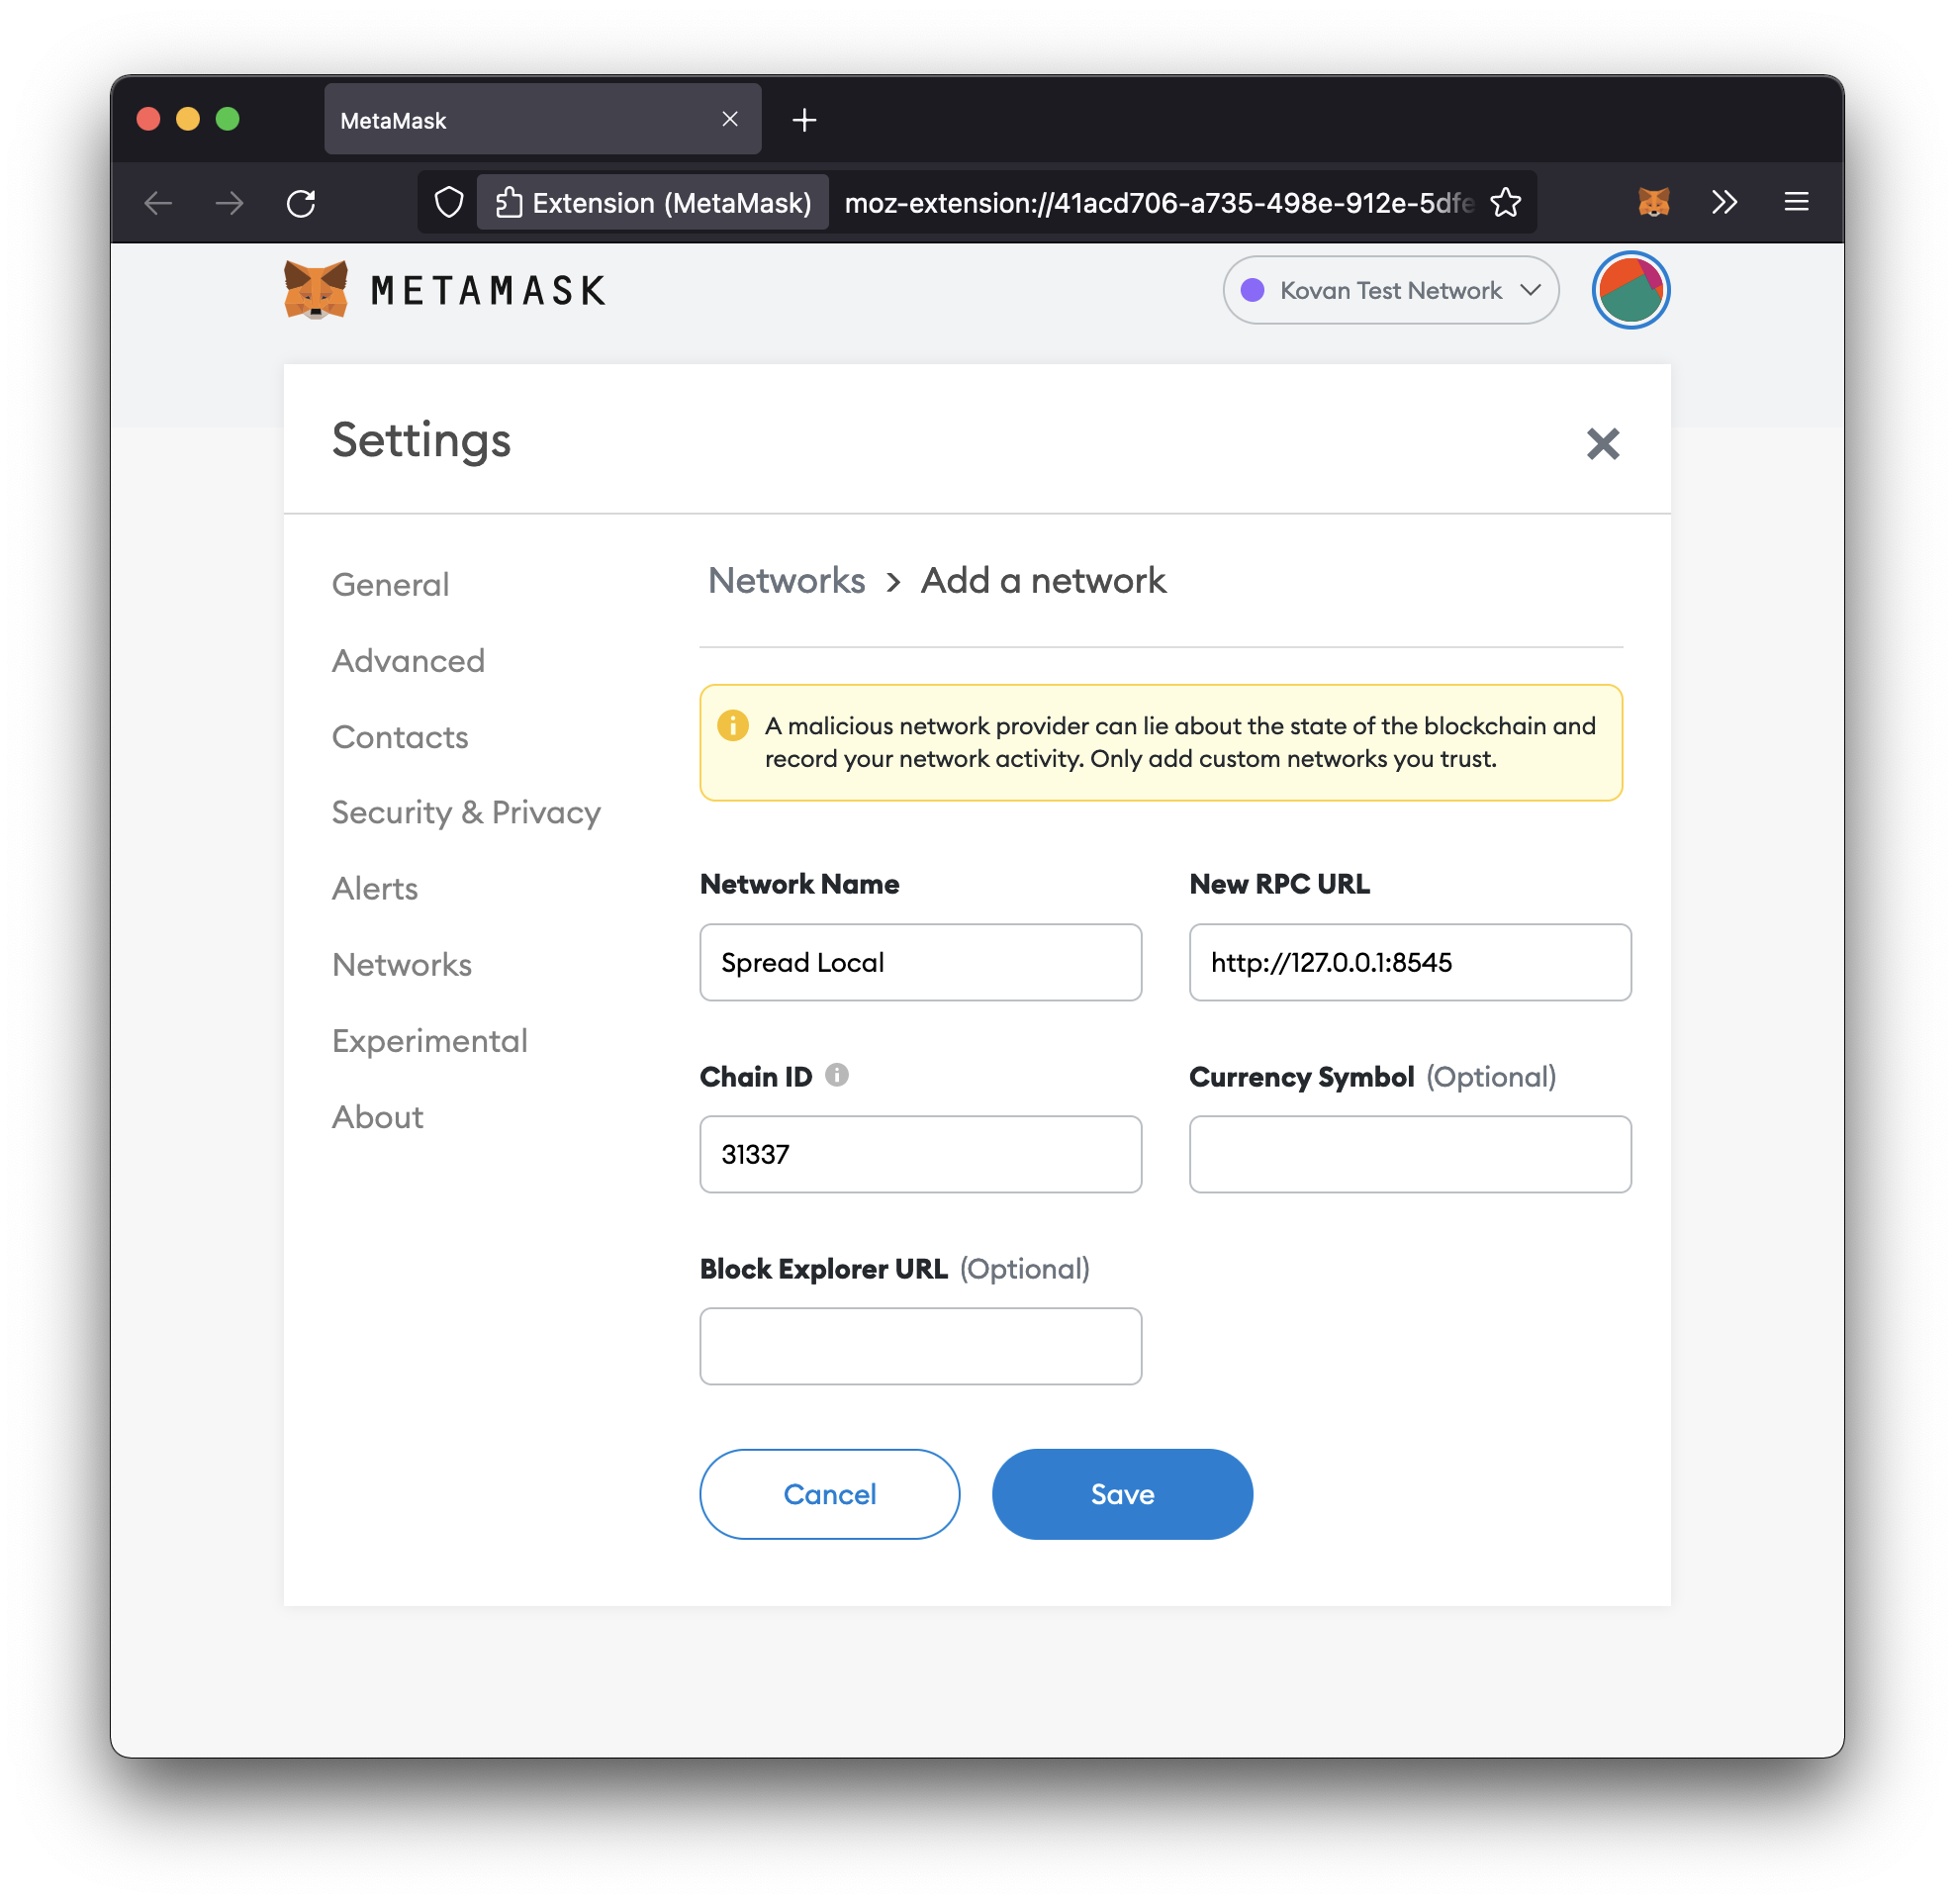 MetaMask
Extension (MetaMask) moz-extension://41acd706-a735-498e-912e-5dfe
METAMASK
Kovan Test Network
Settings
General
Advanced
Contacts
Security & Privacy
Alerts
Networks
Experimental
About
Networks > Add a network
A malicious network provider can lie about the state of the blockchain and
record your network activity. Only add custom networks you trust.
Network Name
Spread Local
New RPC URL
http://127.0.0.1:8545
Chain ID
31337
Currency Symbol (Optional)
Block Explorer URL (Optional)
Cancel
Save